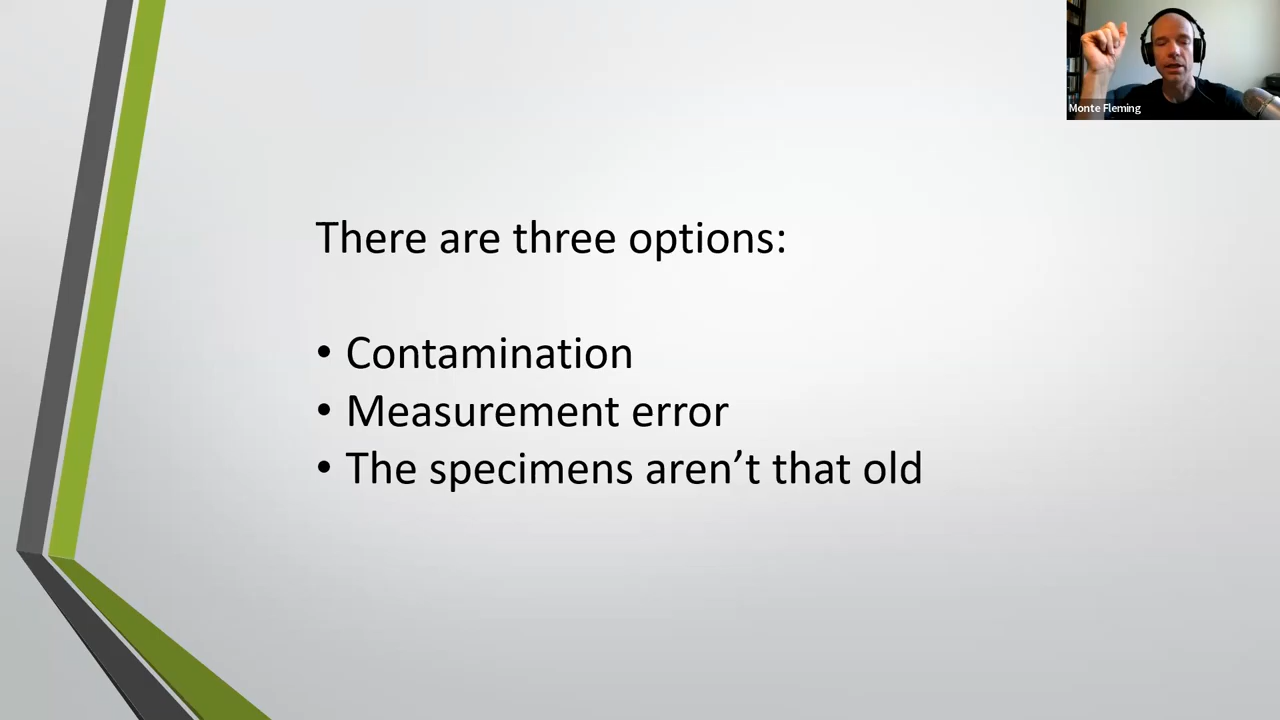 Monte Fleming
There are three options:
• Contamination
• Measurement error
• The specimens aren’t that old